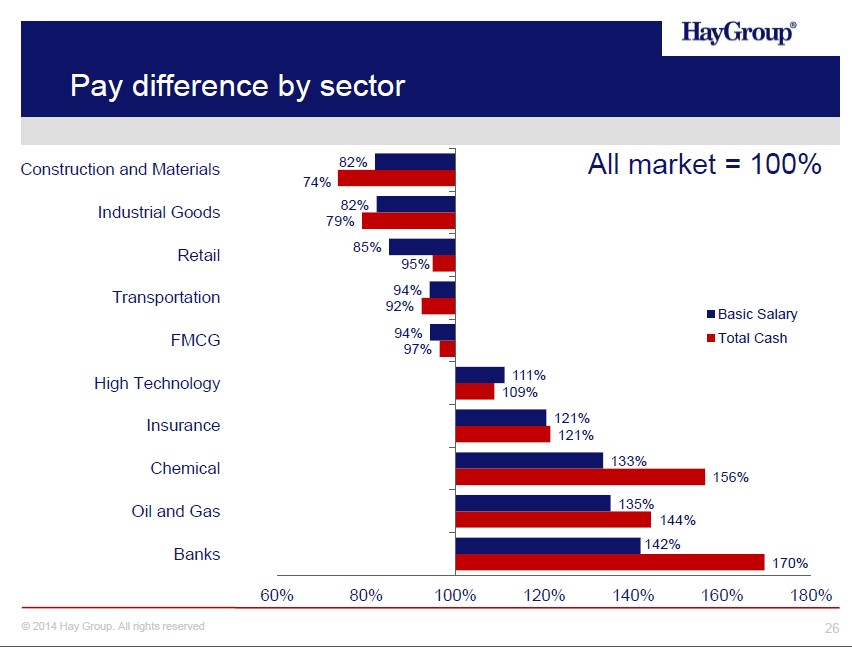 HayGroup®
Pay difference by sector
All market = 100%
Construction and Materials
82%
74%
Industrial Goods
82%
79%
Retail
85%
95%
Transportation
94%
92%
FMCG
94%
97%
High Technology
111%
109%
Insurance
121%
121%
Chemical
133%
156%
Oil and Gas
135%
144%
Banks
142%
170%
Basic Salary
Total Cash
60% 80% 100% 120% 140% 160% 180%
© 2014 Hay Group. All rights reserved
26